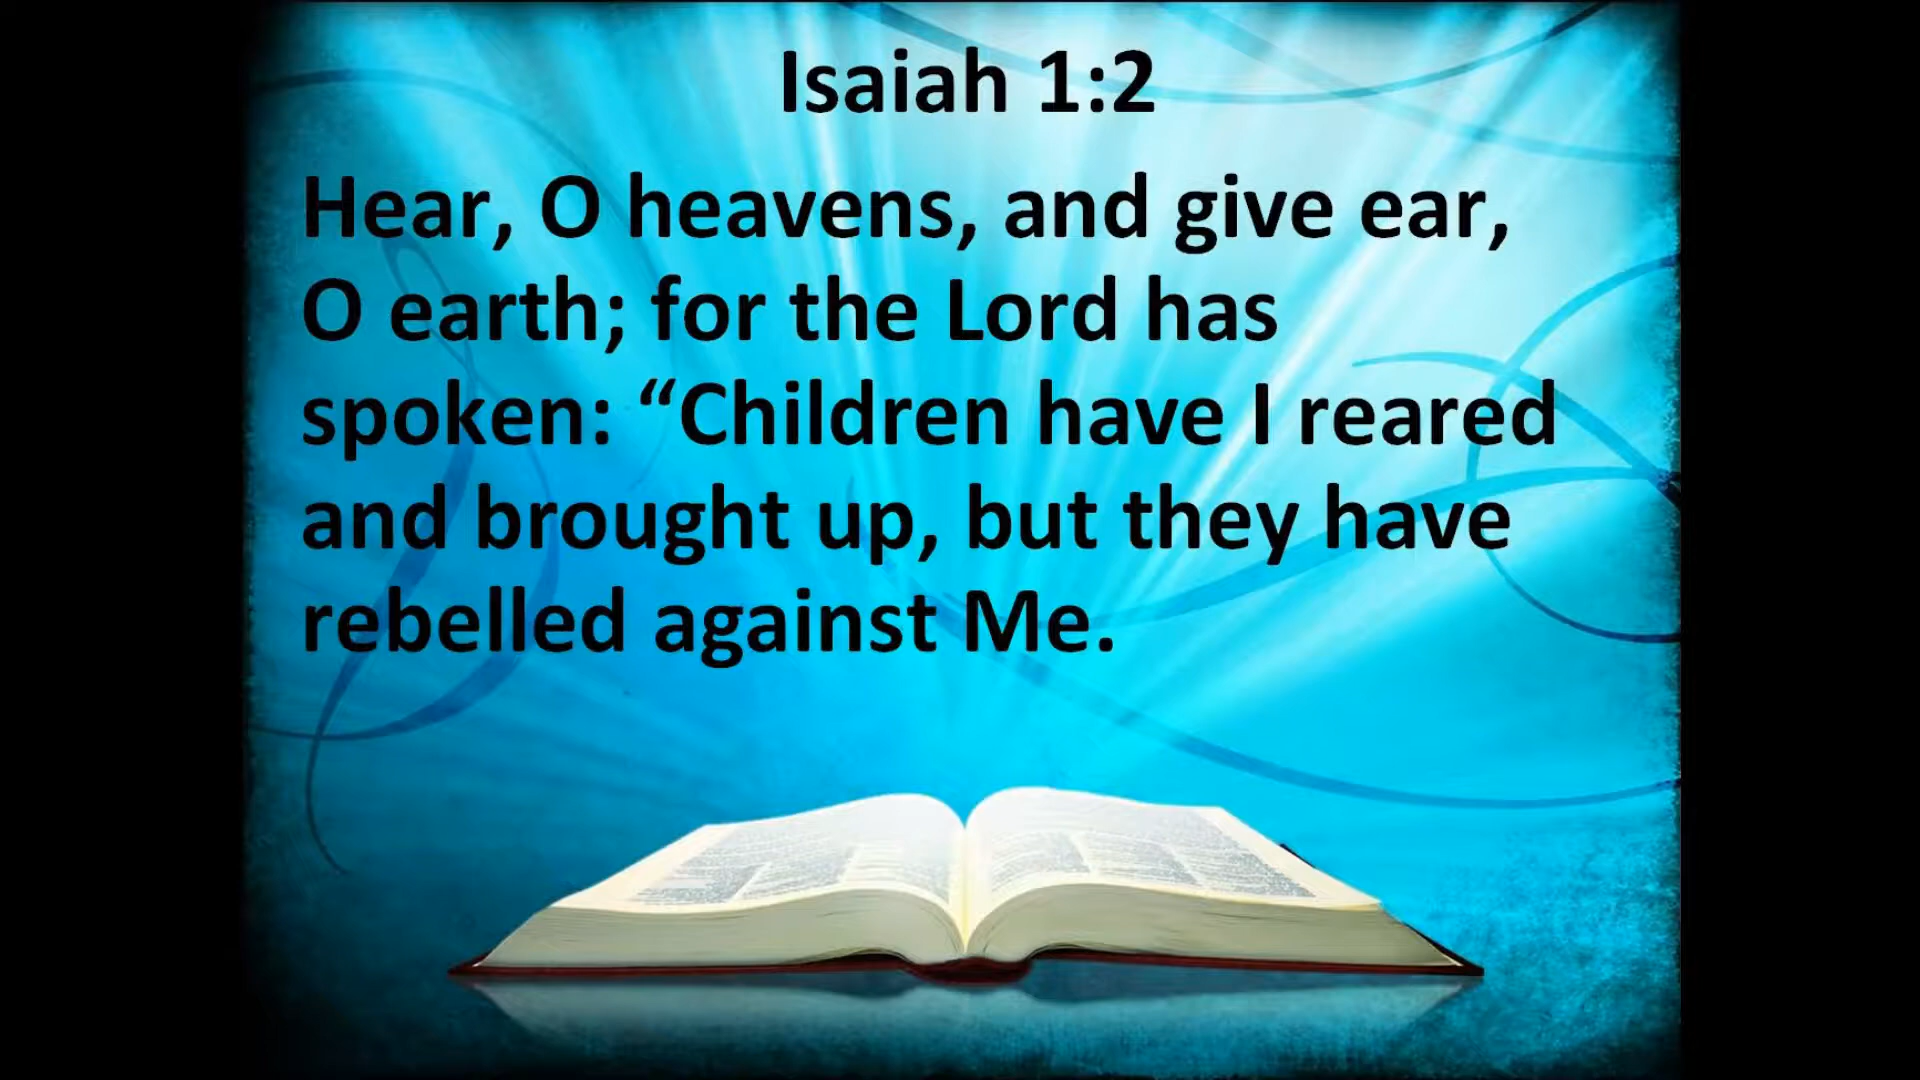 Isaiah 1:2
Hear, O heavens, and give ear,
O earth; for the Lord has
spoken: “Children have I reared
and brought up, but they have
rebelled against Me.